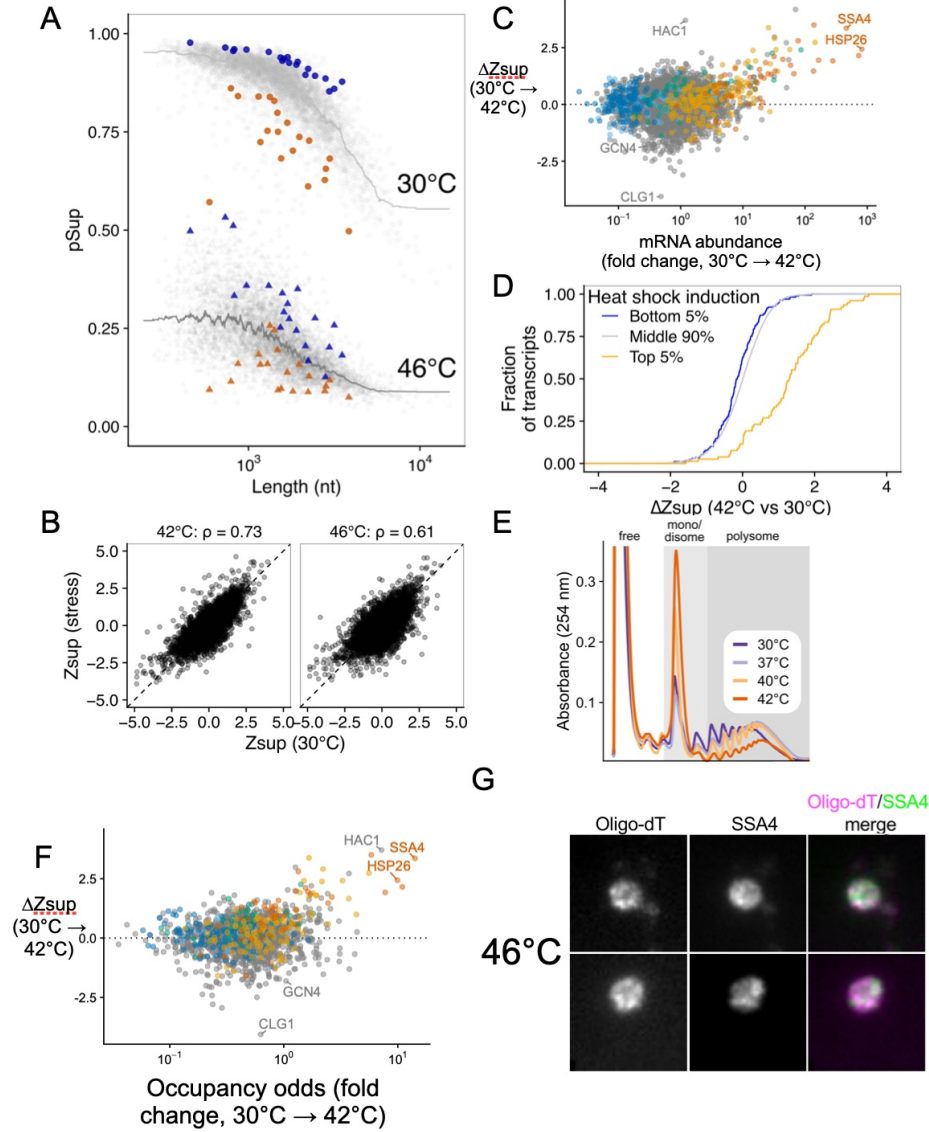 A
1.00
0.75
0.50
0.25
0.00
pSup
30°C
46°C
10³
10⁴
Length (nt)
B
42°C: ρ = 0.73
46°C: ρ = 0.61
5.0
2.5
0.0
−2.5
−5.0
Zsup (stress)
−5.0 −2.5 0.0 2.5 5.0
−5.0 −2.5 0.0 2.5 5.0
Zsup (30°C)
C
ΔZsup
(30°C →
42°C)
2.5
0.0
-2.5
HAC1
SSA4
HSP26
GCN4
CLG1
10⁻¹
10⁰
10¹
10²
10³
mRNA abundance
(fold change, 30°C → 42°C)
D
Heat shock induction
Bottom 5%
Middle 90%
Top 5%
1.00
0.75
0.50
0.25
0.00
Fraction
of transcripts
−4
−2
0
2
4
ΔZsup (42°C vs 30°C)
E
free
mono/
disome
polysome
0.3
0.2
0.1
Absorbance (254 nm)
30°C
37°C
40°C
42°C
F
ΔZsup
(30°C →
42°C)
2.5
0.0
-2.5
HAC1
SSA4
HSP26
GCN4
CLG1
10⁻¹
10⁰
10¹
Occupancy odds (fold
change, 30°C → 42°C)
G
Oligo-dT
SSA4
Oligo-dT/SSA4
merge
46°C